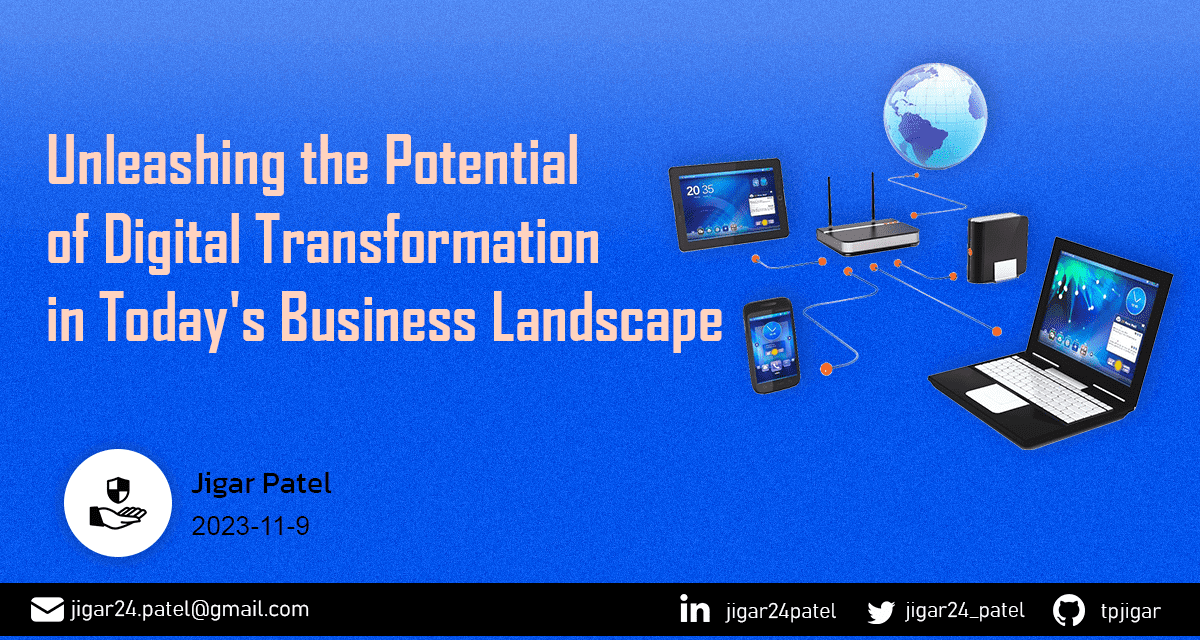 Unleashing the Potential
of Digital Transformation
in Today's Business Landscape
20 35
Jigar Patel
2023-11-9
jigar24.patel@gmail.com
jigar24patel
jigar24_patel
tpjigar